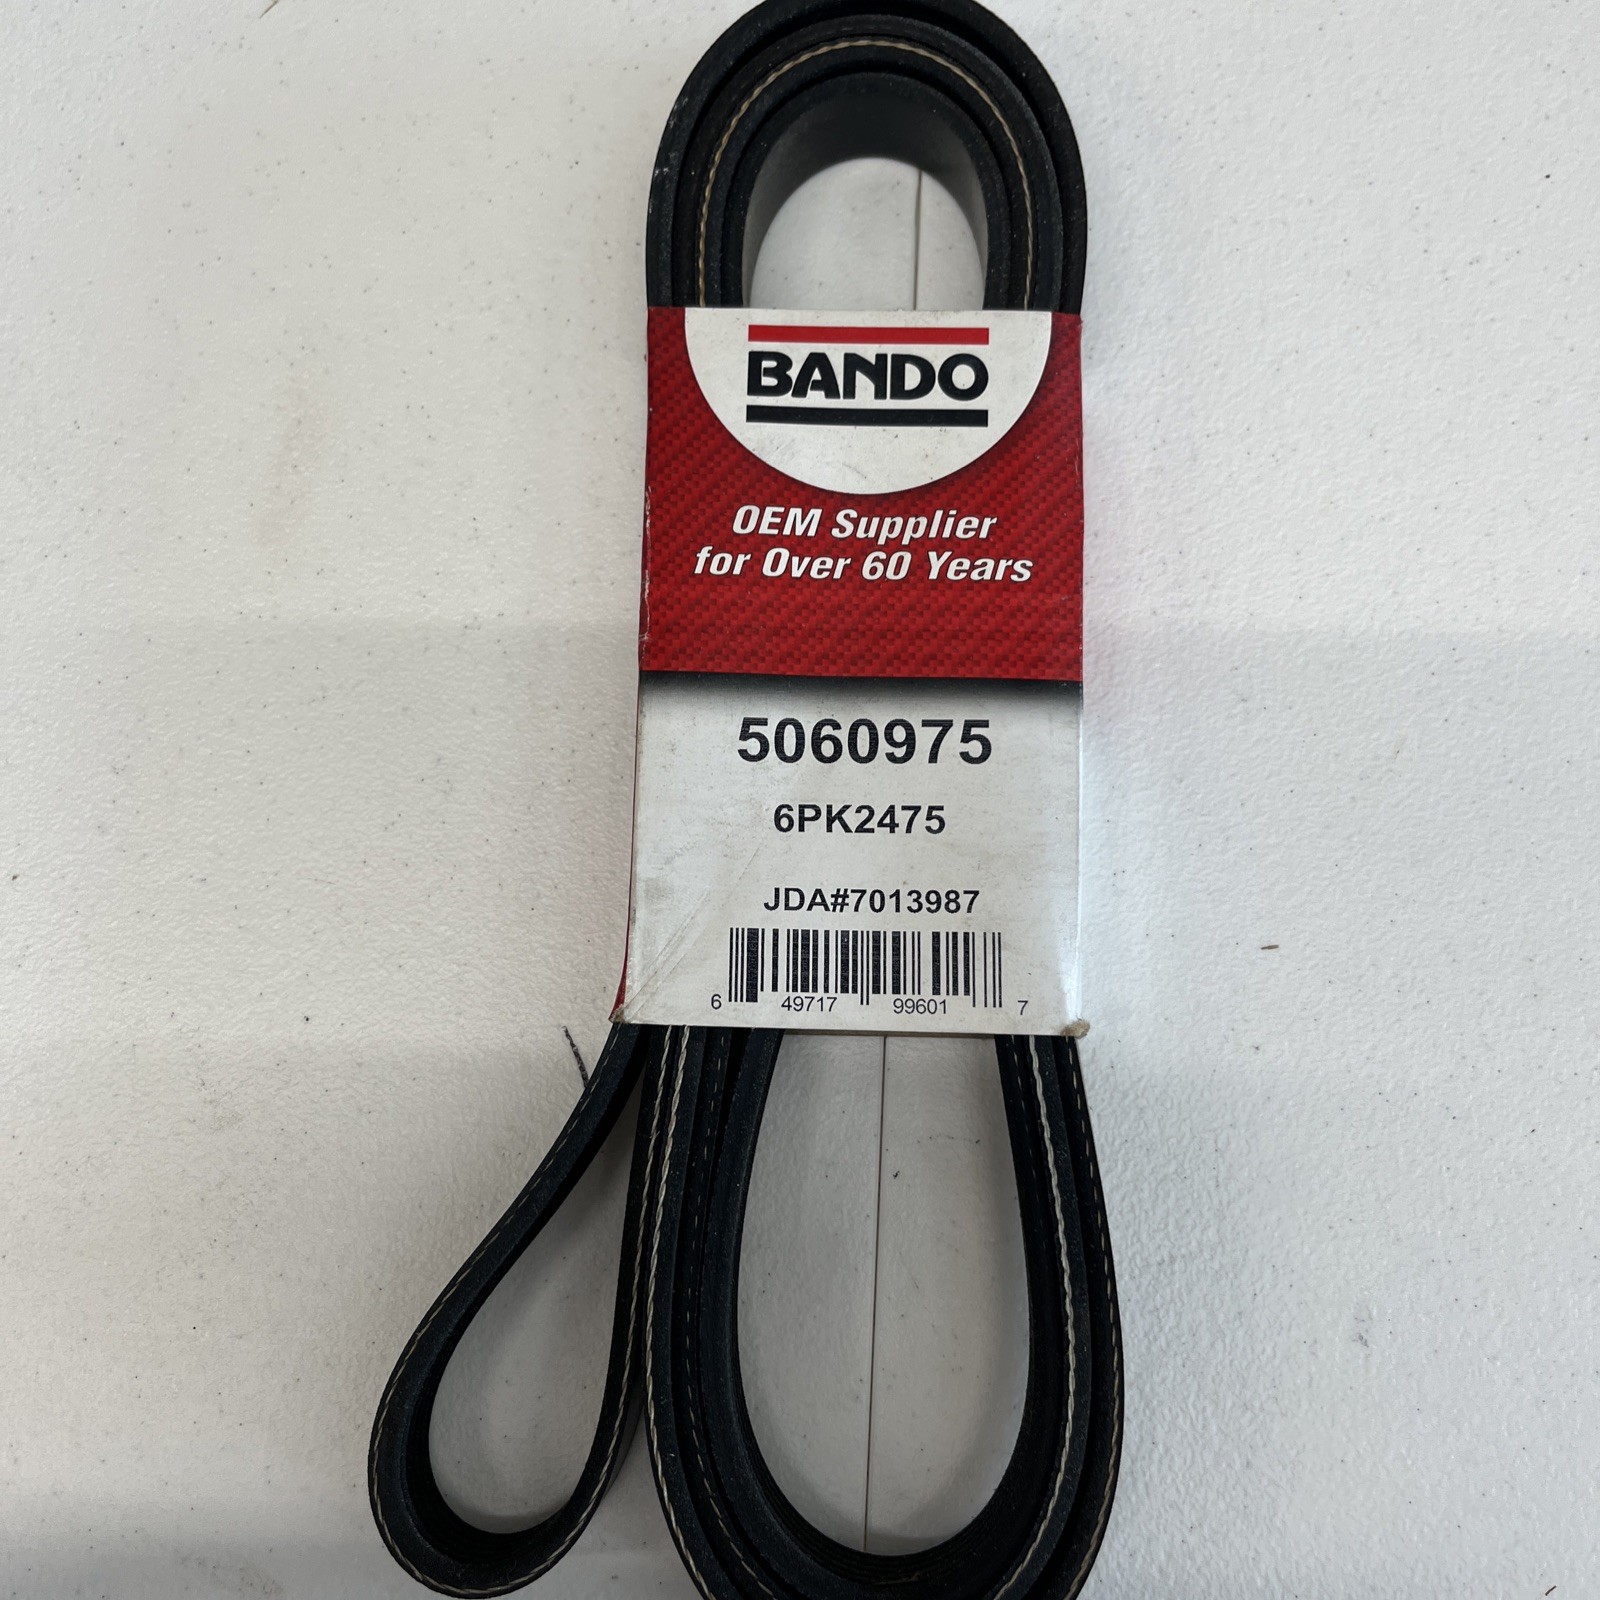 BANDO
OEM Supplier
for Over 60 Years
5060975
6PK2475
JDA#7013987
6 49717 99601 7